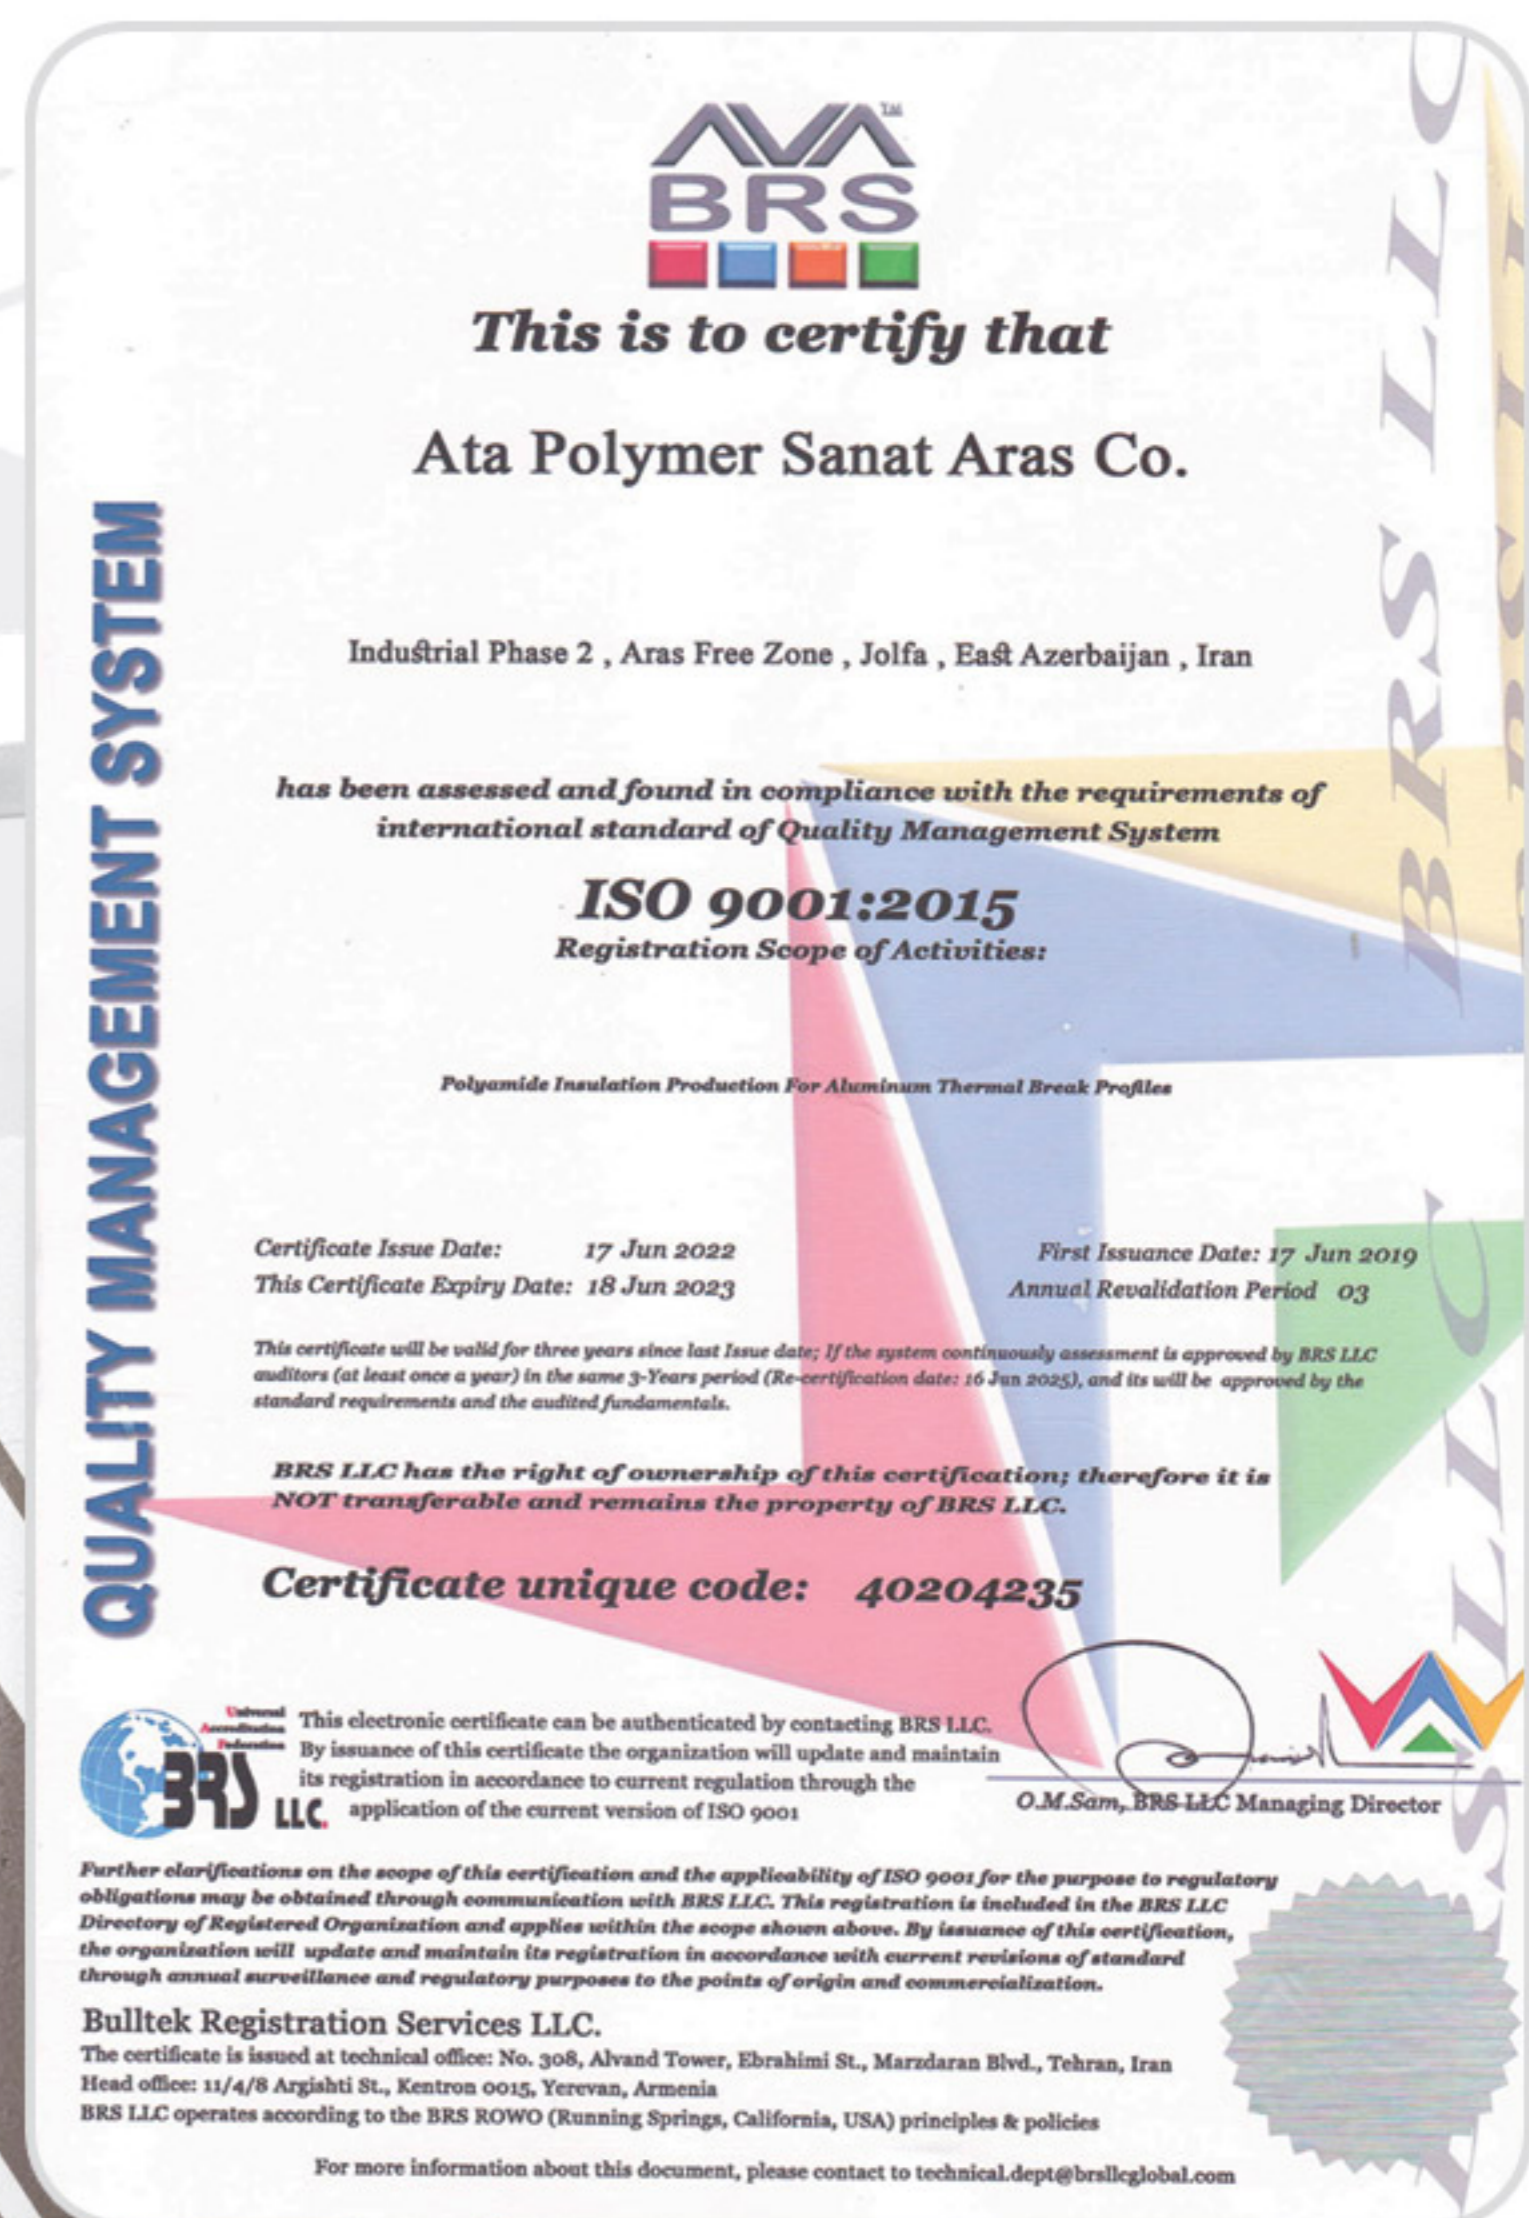 AVA™
BRS
This is to certify that
Ata Polymer Sanat Aras Co.
Industrial Phase 2 , Aras Free Zone , Jolfa , East Azerbaijan , Iran
has been assessed and found in compliance with the requirements of
international standard of Quality Management System
ISO 9001:2015
Registration Scope of Activities:
Polyamide Insulation Production For Aluminum Thermal Break Profiles
QUALITY MANAGEMENT SYSTEM
Certificate Issue Date: 17 Jun 2022
First Issuance Date: 17 Jun 2019
This Certificate Expiry Date: 18 Jun 2023
Annual Revalidation Period 03
This certificate will be valid for three years since last Issue date; If the system continuously assessment is approved by BRS LLC
auditors (at least once a year) in the same 3-Years period (Re-certification date: 16 Jun 2025), and its will be approved by the
standard requirements and the audited fundamentals.
BRS LLC has the right of ownership of this certification; therefore it is
NOT transferable and remains the property of BRS LLC.
Certificate unique code: 40204235
Universal
Accreditation
Federation
BRS
LLC.
This electronic certificate can be authenticated by contacting BRS LLC.
By issuance of this certificate the organization will update and maintain
its registration in accordance to current regulation through the
application of the current version of ISO 9001
O.M.Sam, BRS LLC Managing Director
Further clarifications on the scope of this certification and the applicability of ISO 9001 for the purpose to regulatory
obligations may be obtained through communication with BRS LLC. This registration is included in the BRS LLC
Directory of Registered Organization and applies within the scope shown above. By issuance of this certification,
the organization will update and maintain its registration in accordance with current revisions of standard
through annual surveillance and regulatory purposes to the points of origin and commercialization.
Bulltek Registration Services LLC.
The certificate is issued at technical office: No. 308, Alvand Tower, Ebrahimi St., Marzdaran Blvd., Tehran, Iran
Head office: 11/4/8 Argishti St., Kentron 0015, Yerevan, Armenia
BRS LLC operates according to the BRS ROWO (Running Springs, California, USA) principles & policies
For more information about this document, please contact to technical.dept@brsllcglobal.com
BRS LLC